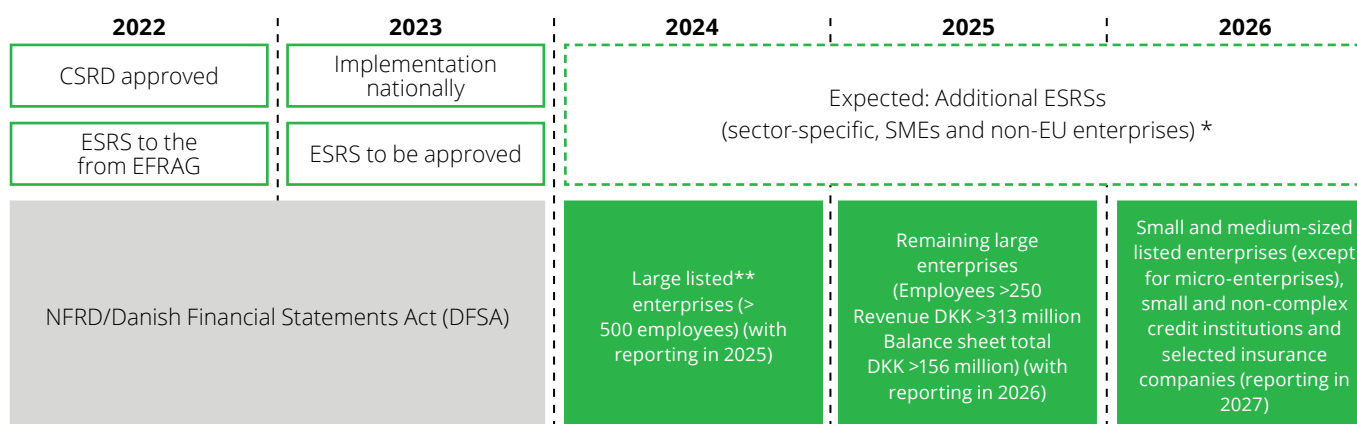 2022
2023
2024
2025
2026
CSRD approved
Implementation
nationally
Expected: Additional ESRSs
(sector-specific, SMEs and non-EU enterprises) *
ESRS to the
from EFRAG
ESRS to be approved
NFRD/Danish Financial Statements Act (DFSA)
Large listed**
enterprises (>
500 employees) (with
reporting in 2025)
Remaining large
enterprises
(Employees >250
Revenue DKK >313 million
Balance sheet total
DKK >156 million) (with
reporting in 2026)
Small and medium-sized
listed enterprises (except
for micro-enterprises),
small and non-complex
credit institutions and
selected insurance
companies (reporting in
2027)